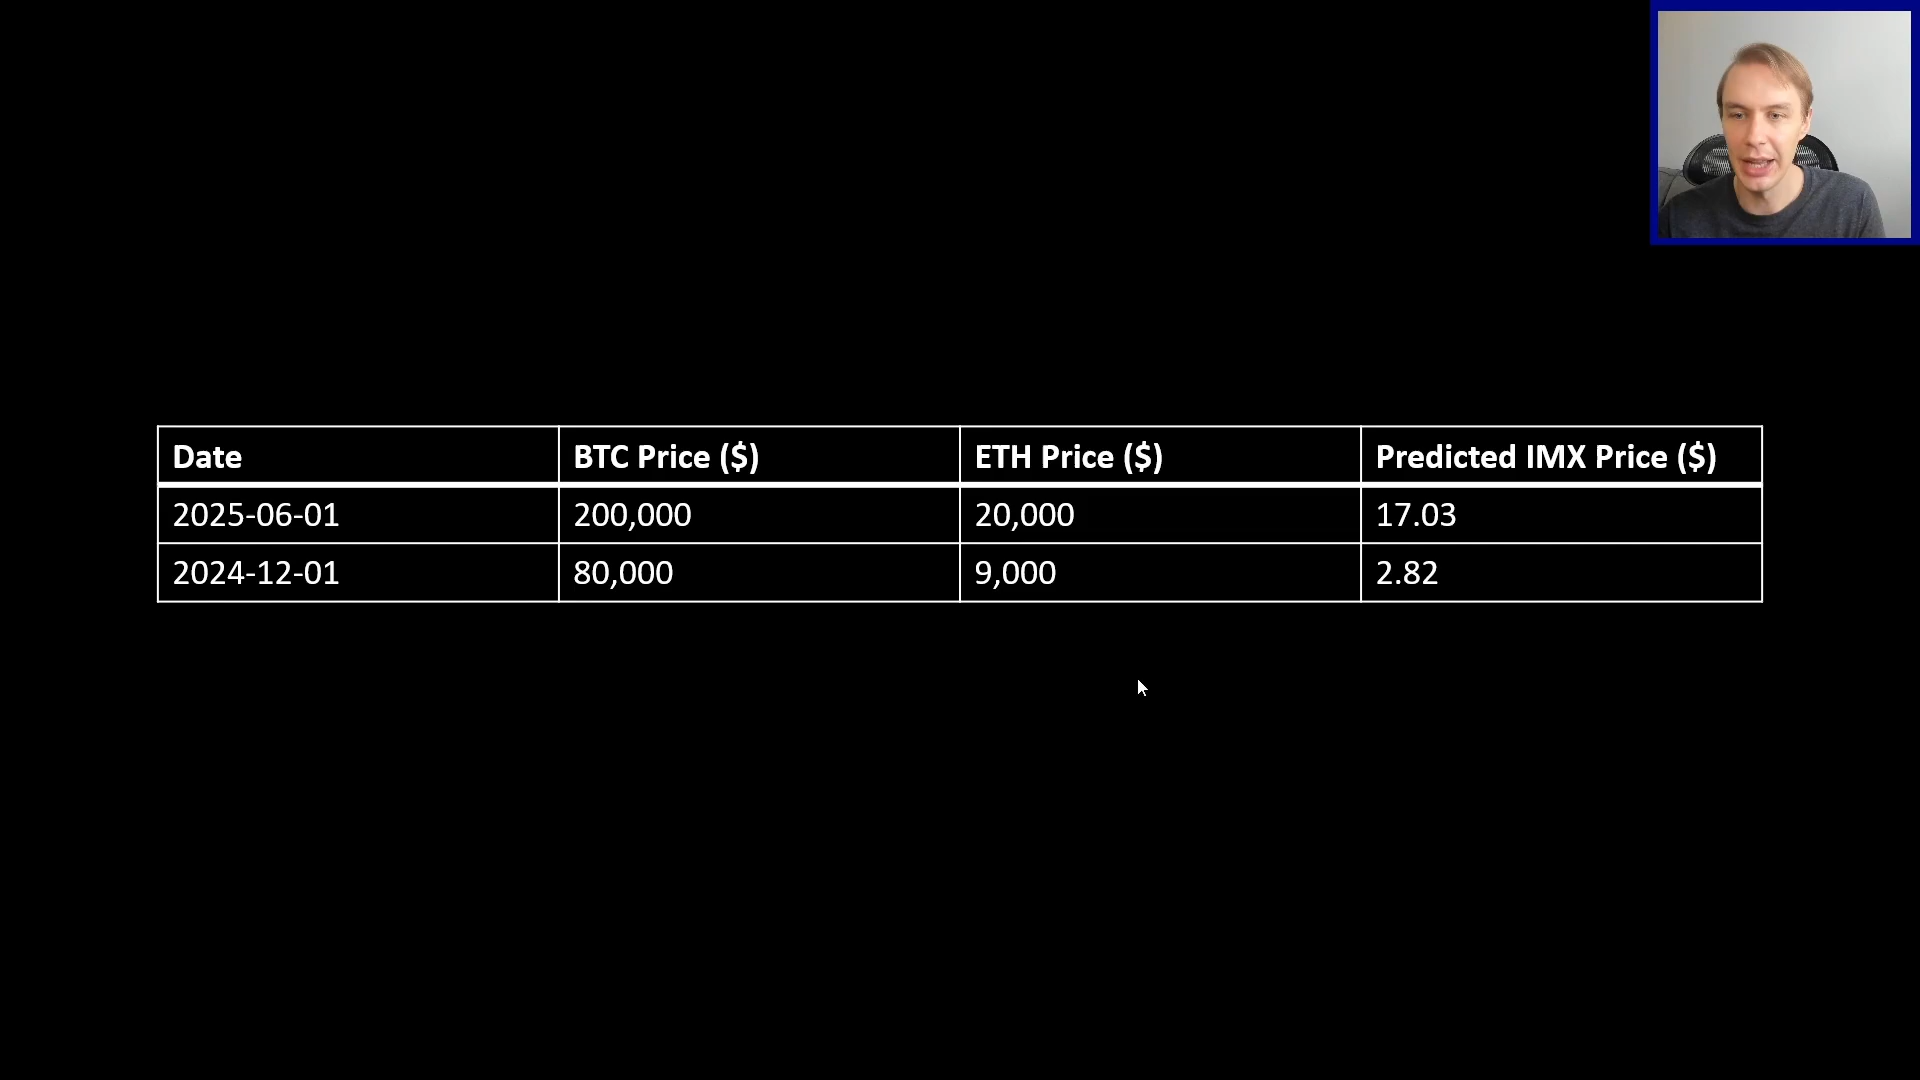 Date BTC Price ($) ETH Price ($) Predicted IMX Price ($)
2025-06-01 200,000 20,000 17.03
2024-12-01 80,000 9,000 2.82